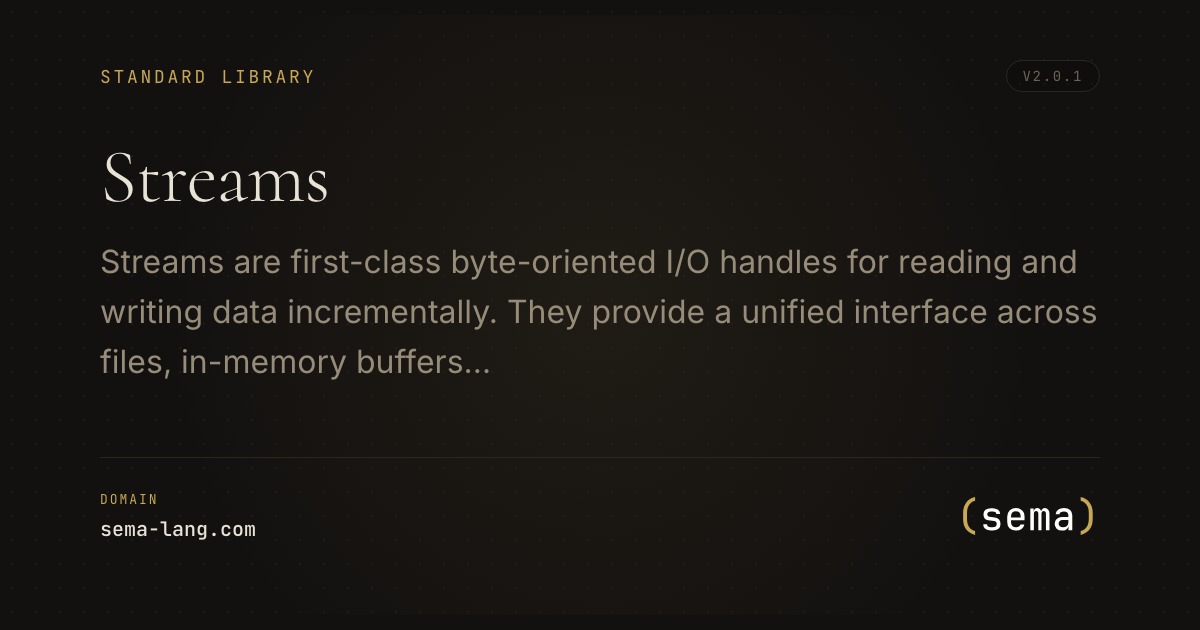 STANDARD LIBRARY
V2.0.1
Streams
Streams are first-class byte-oriented I/O handles for reading and
writing data incrementally. They provide a unified interface across
files, in-memory buffers...
DOMAIN
sema-lang.com
(sema)